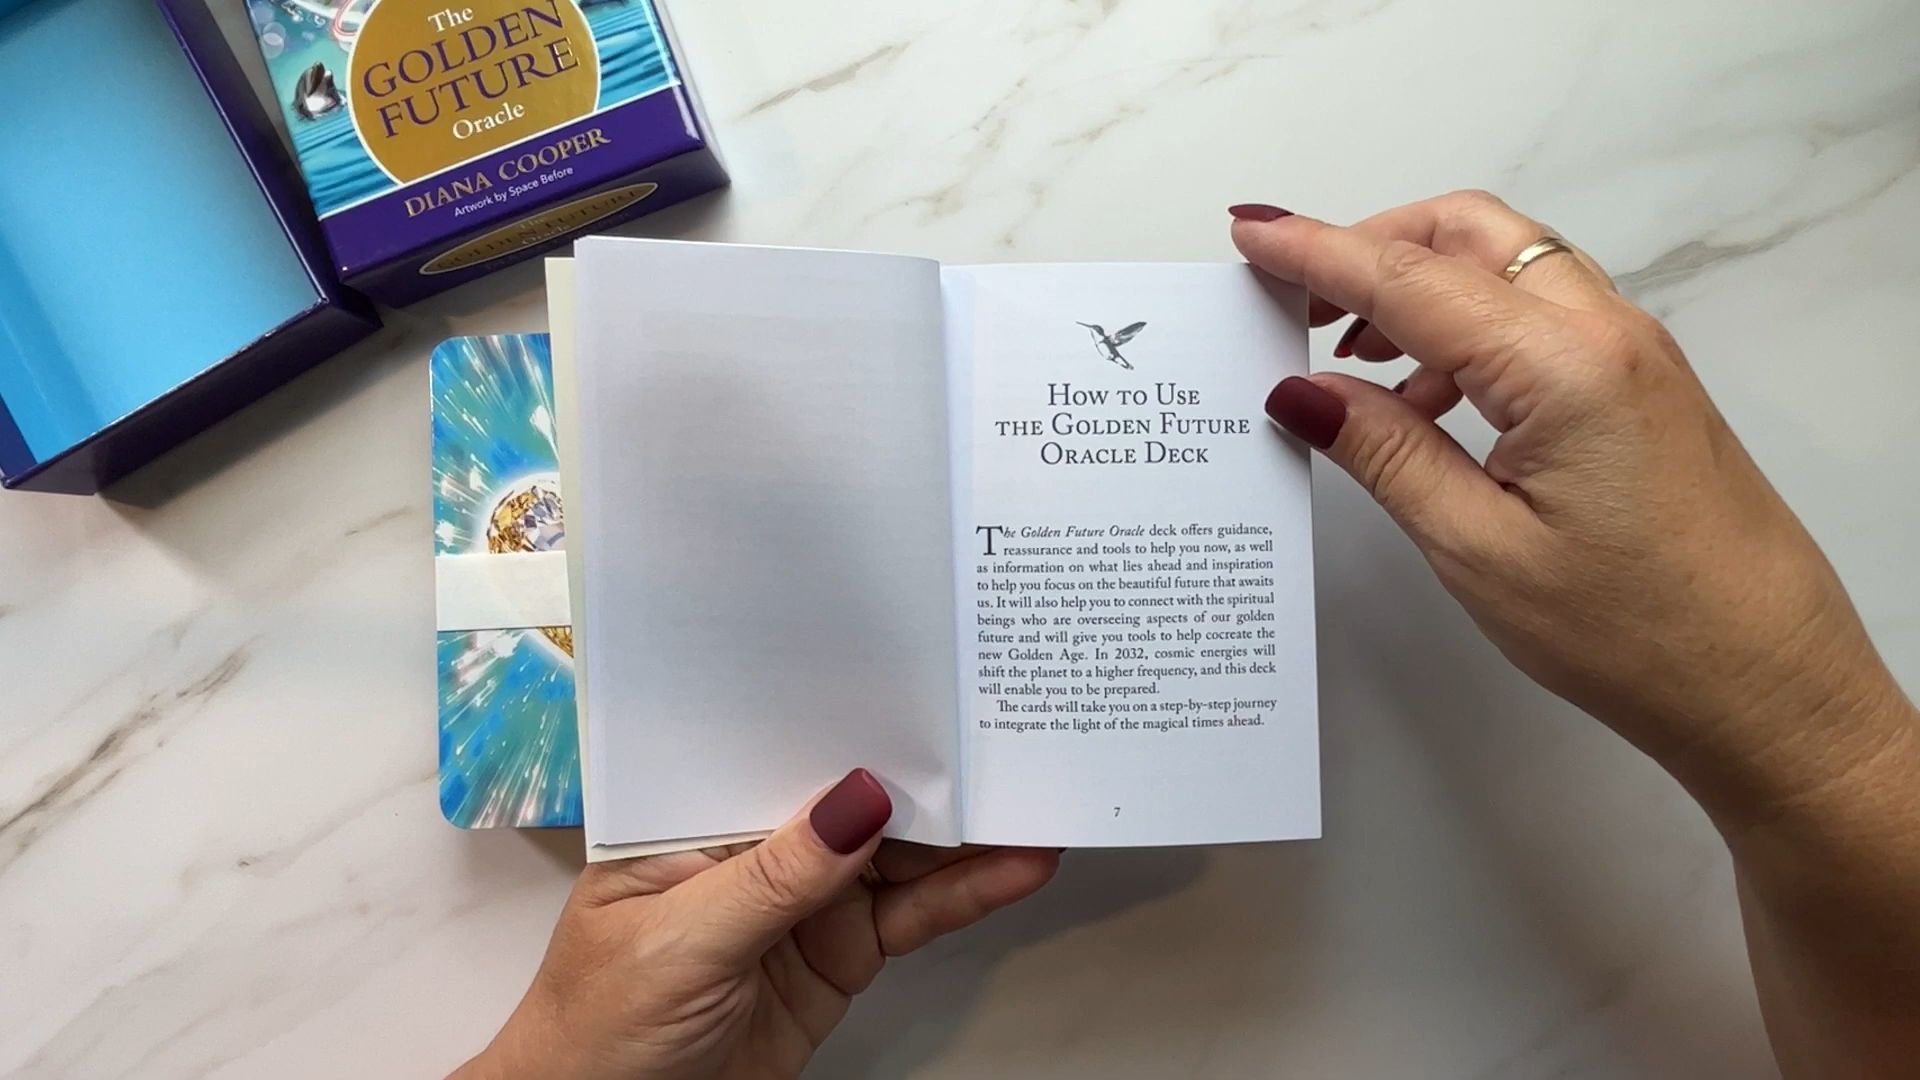 The
GOLDEN
FUTURE
Oracle
DIANA COOPER
Artwork by Space Before
GOLDEN FUTURE
HOW TO USE
THE GOLDEN FUTURE
ORACLE DECK
The Golden Future Oracle deck offers guidance,
reassurance and tools to help you now, as well
as information on what lies ahead and inspiration
to help you focus on the beautiful future that awaits
us. It will also help you to connect with the spiritual
beings who are overseeing aspects of our golden
future and will give you tools to help cocreate the
new Golden Age. In 2032, cosmic energies will
shift the planet to a higher frequency, and this deck
will enable you to be prepared.
The cards will take you on a step-by-step journey
to integrate the light of the magical times ahead.
7